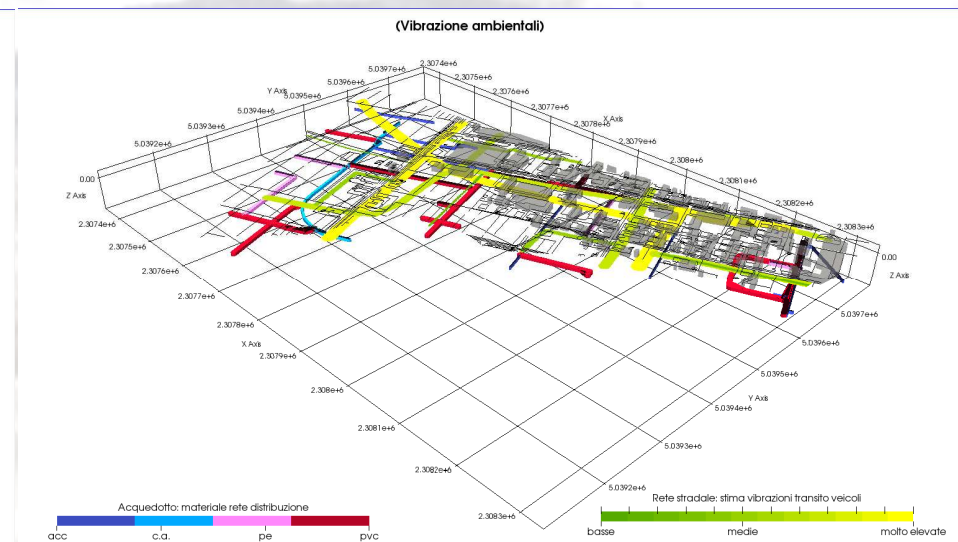 (Vibrazione ambientali)
2.3074e+6
5.0397e+6
2.3075e+6
5.0396e+6
2.3076e+6
Y Axis
5.0395e+6
2.3077e+6
5.0394e+6
2.3078e+6
X Axis
5.0393e+6
2.3079e+6
5.0392e+6
2.308e+6
0.00
2.3081e+6
Z Axis
2.3082e+6
2.3074e+6
2.3083e+6
2.3075e+6
0.00
2.3076e+6
Z Axis
2.3077e+6
5.0397e+6
2.3078e+6
5.0396e+6
X Axis
2.3079e+6
5.0395e+6
2.308e+6
Y Axis
5.0394e+6
2.3081e+6
5.0393e+6
2.3082e+6
5.0392e+6
2.3083e+6
Acquedotto: materiale rete distribuzione
acc c.a. pe pvc
Rete stradale: stima vibrazioni transito veicoli
basse medie molto elevate